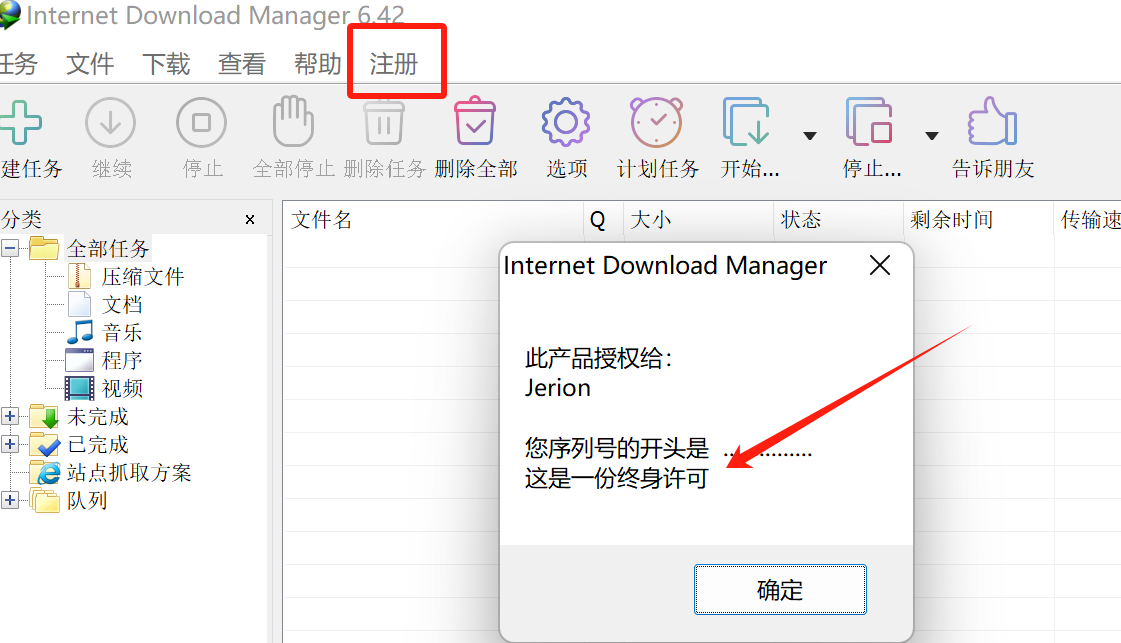 Internet Download Manager 6.42
任务 文件 下载 查看 帮助 注册
建任务 继续 停止 全部停止 删除任务 删除全部 选项 计划任务 开始... 停止... 告诉朋友
分类 x
文件名 Q 大小 状态 剩余时间 传输速
全部任务
压缩文件
文档
音乐
程序
视频
未完成
已完成
站点抓取方案
队列
Internet Download Manager
此产品授权给：
Jerion
您序列号的开头是 ..............
这是一份终身许可
确定